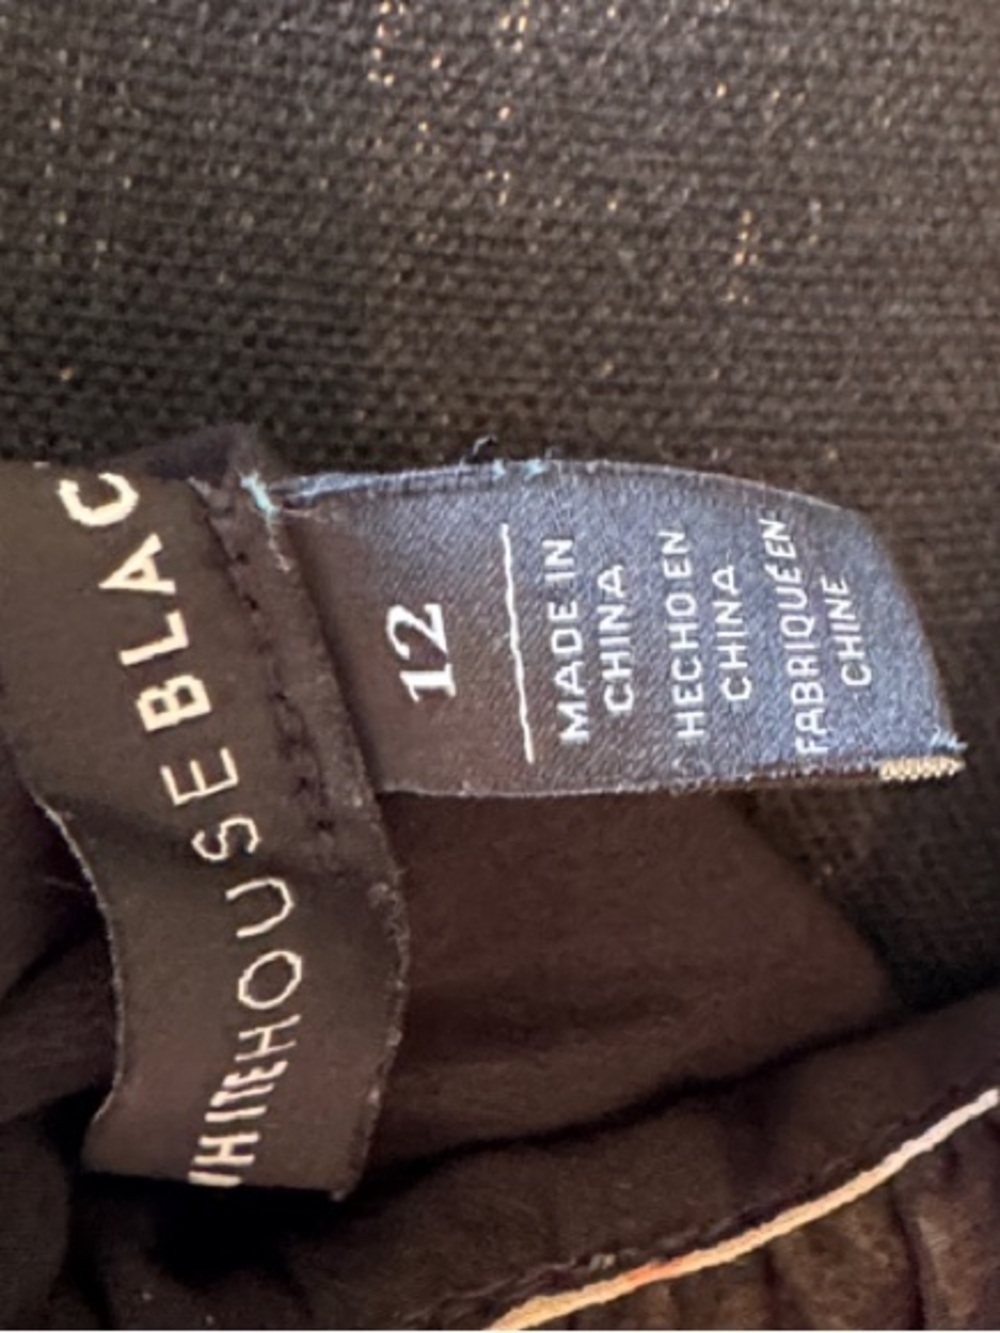 WHITEHOUSEBLAC
12
MADE IN
CHINA
HECHO EN
CHINA
FABRIQUÉ EN
CHINE